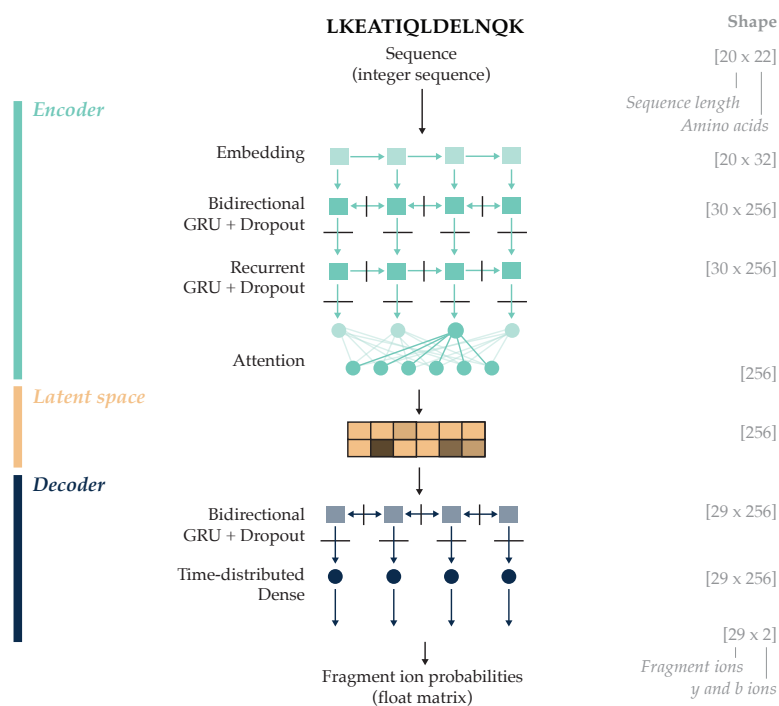 LKEATIQLDELNQK
Shape
Sequence
(integer sequence)
[20 x 22]
Sequence length
Amino acids
Encoder
Embedding
[20 x 32]
Bidirectional
GRU + Dropout
[30 x 256]
Recurrent
GRU + Dropout
[30 x 256]
Attention
[256]
Latent space
[256]
Decoder
Bidirectional
GRU + Dropout
[29 x 256]
Time-distributed
Dense
[29 x 256]
[29 x 2]
Fragment ions
y and b ions
Fragment ion probabilities
(float matrix)